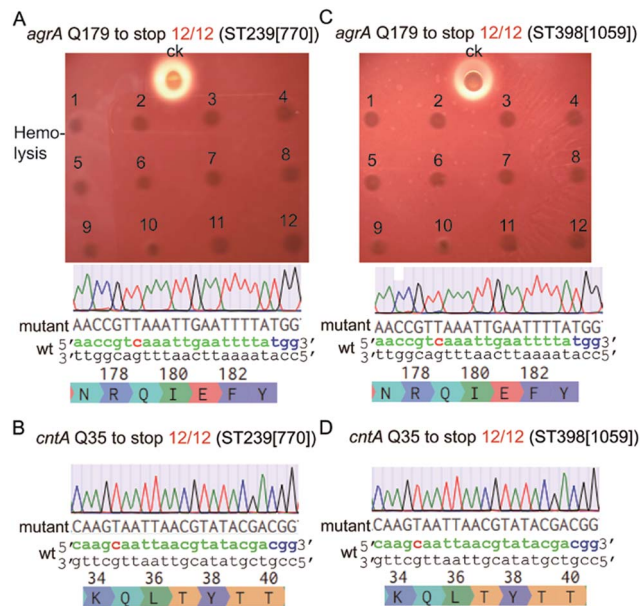 A
agrA Q179 to stop 12/12 (ST239[770])
ck
1
2
3
4
Hemo-
lysis
5
6
7
8
9
10
11
12
mutant AACCGTTAAATTGAATTTTATGG
wt 5'aaccgtcaaattgaattttatgg3'
3'ttggcagtttaacttaaaatacc5'
178 180 182
N R Q I E F Y
B
cntA Q35 to stop 12/12 (ST239[770])
mutant CAAGTAATTAACGTATACGACGG
wt 5'caagcaattaacgtatacgacgg3'
3'gttcgttaattgcatatgctgcc5'
34 36 38 40
K Q L T Y T T
C
agrA Q179 to stop 12/12 (ST398[1059])
ck
1
2
3
4
5
6
7
8
9
10
11
12
mutant AACCGTTAAATTGAATTTTATGG
wt 5'aaccgtcaaattgaattttatgg3'
3'ttggcagtttaacttaaaatacc5'
178 180 182
N R Q I E F Y
D
cntA Q35 to stop 12/12 (ST398[1059])
mutant CAAGTAATTAACGTATACGACGG
wt 5'caagcaattaacgtatacgacgg3'
3'gttcgttaattgcatatgctgcc5'
34 36 38 40
K Q L T Y T T